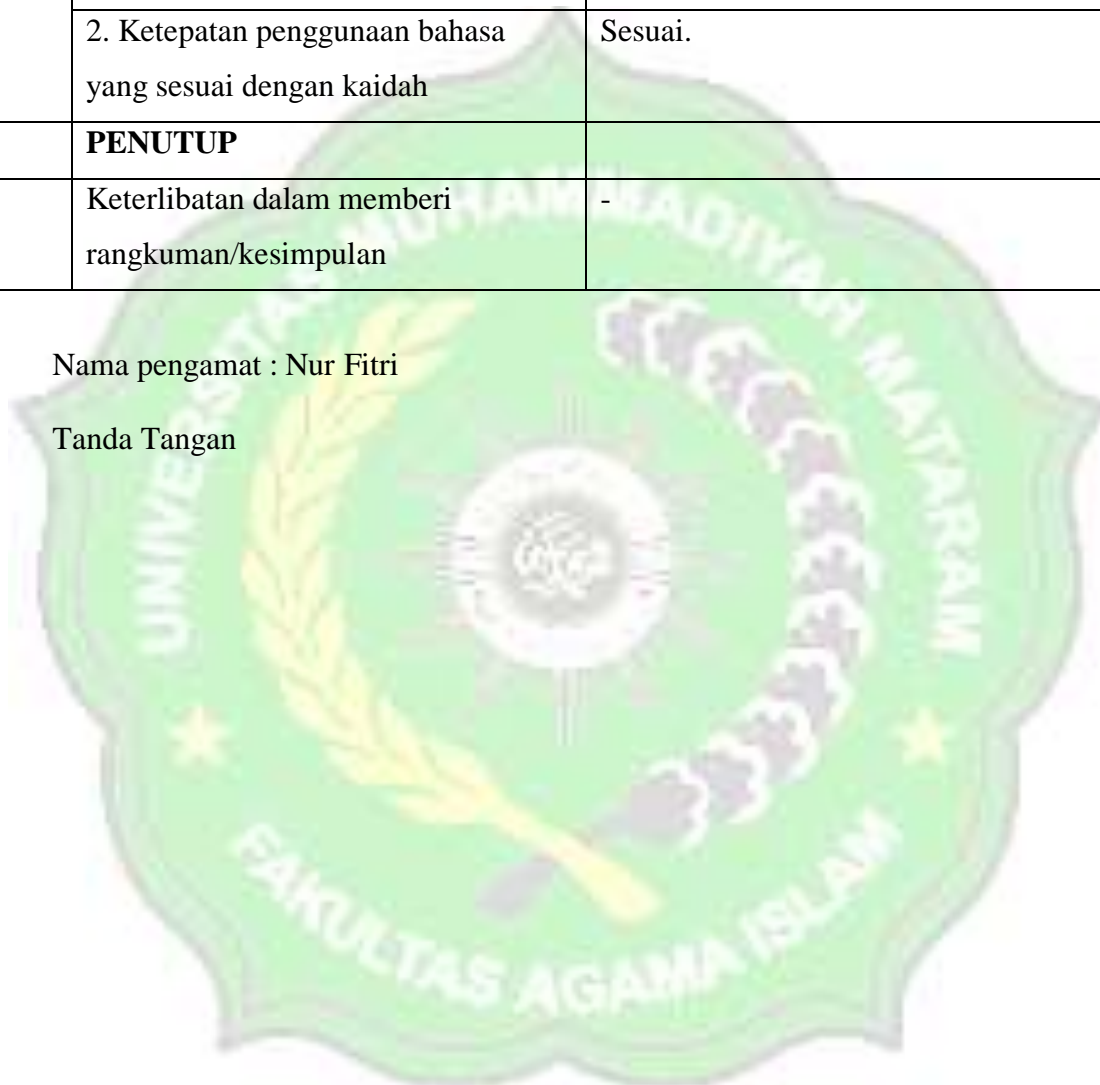 2. Ketepatan penggunaan bahasa Sesuai.
yang sesuai dengan kaidah
PENUTUP
Keterlibatan dalam memberi -
rangkuman/kesimpulan
Nama pengamat : Nur Fitri
Tanda Tangan
UNIVERSITAS MUHAMMADIYAH MATARAM
FAKULTAS AGAMA ISLAM